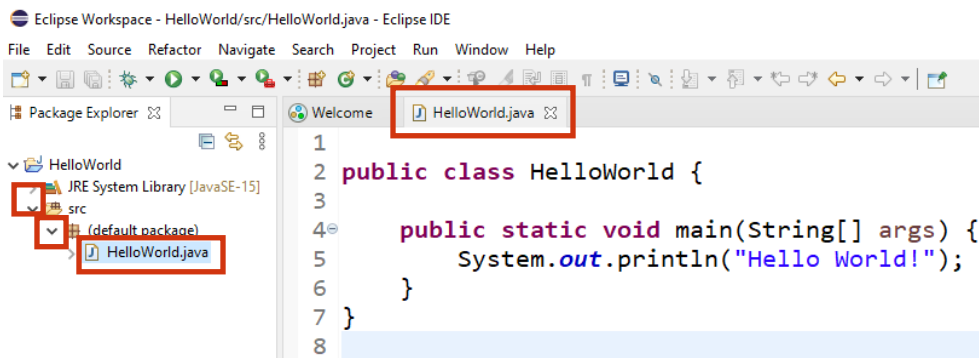 Eclipse Workspace - HelloWorld/src/HelloWorld.java - Eclipse IDE
File Edit Source Refactor Navigate Search Project Run Window Help
Package Explorer
HelloWorld
JRE System Library [JavaSE-15]
src
(default package)
HelloWorld.java
Welcome HelloWorld.java
1
2 public class HelloWorld {
3
4 public static void main(String[] args) {
5 System.out.println("Hello World!");
6 }
7 }
8